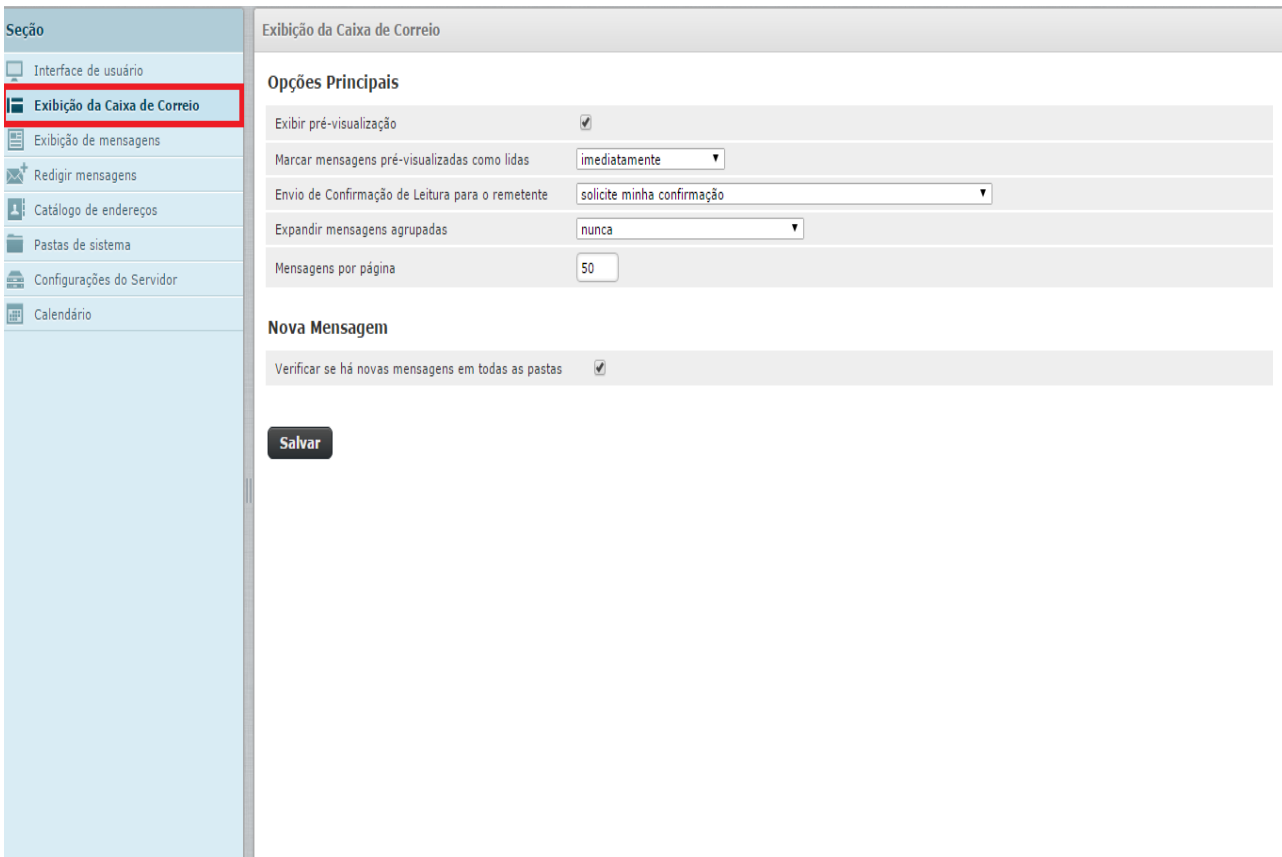 Seção
Interface de usuário
Exibição da Caixa de Correio
Exibição de mensagens
Redigir mensagens
Catálogo de endereços
Pastas de sistema
Configurações do Servidor
Calendário
Exibição da Caixa de Correio
Opções Principais
Exibir pré-visualização
Marcar mensagens pré-visualizadas como lidas imediatamente
Envio de Confirmação de Leitura para o remetente solicite minha confirmação
Expandir mensagens agrupadas nunca
Mensagens por página 50
Nova Mensagem
Verificar se há novas mensagens em todas as pastas
Salvar